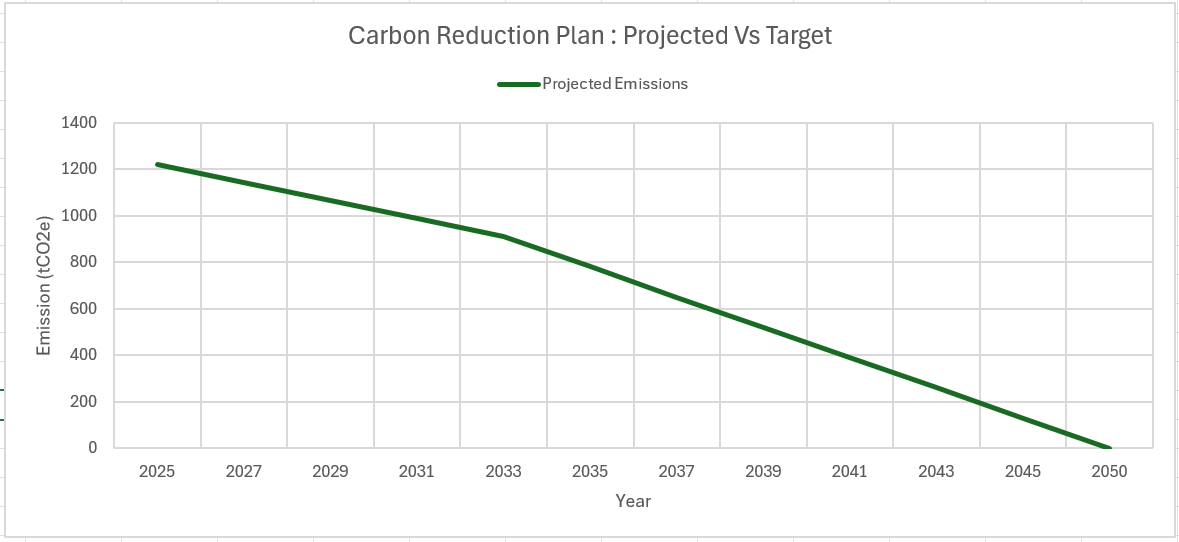 Carbon Reduction Plan : Projected Vs Target
Projected Emissions
1400
1200
1000
800
600
400
200
0
Emission (tCO2e)
2025 2027 2029 2031 2033 2035 2037 2039 2041 2043 2045 2050
Year